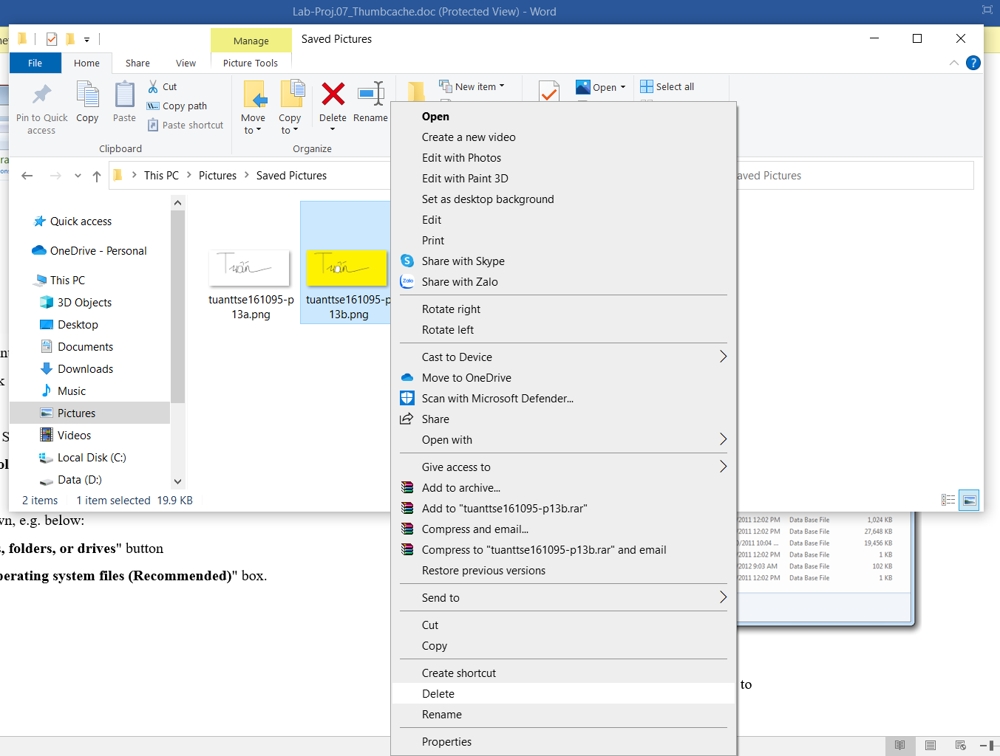 Lab-Proj.07_Thumbcache.doc (Protected View) - Word
Manage
Saved Pictures
File
Home
Share
View
Picture Tools
?
Pin to Quick access
Copy
Paste
Cut
Copy path
Paste shortcut
Clipboard
Move to
Copy to
Delete
Rename
Organize
New item
Open
Select all
This PC
Pictures
Saved Pictures
aved Pictures
Quick access
OneDrive - Personal
This PC
3D Objects
Desktop
Documents
Downloads
Music
Pictures
Videos
Local Disk (C:)
Data (D:)
Tuấn
tuanttse161095-p
13a.png
Tuấn
tuanttse161095-p
13b.png
2 items
1 item selected 19.9 KB
Open
Create a new video
Edit with Photos
Edit with Paint 3D
Set as desktop background
Edit
Print
Share with Skype
Zalo
Share with Zalo
Rotate right
Rotate left
Cast to Device
Move to OneDrive
Scan with Microsoft Defender...
Share
Open with
Give access to
Add to archive...
Add to "tuanttse161095-p13b.rar"
Compress and email...
Compress to "tuanttse161095-p13b.rar" and email
Restore previous versions
Send to
Cut
Copy
Create shortcut
Delete
Rename
Properties
vn, e.g. below:
s, folders, or drives" button
perating system files (Recommended)" box.
/2011 12:02 PM Data Base File 1,024 KB
/2011 12:02 PM Data Base File 27,648 KB
0/2011 10:04 ... Data Base File 19,456 KB
/2011 12:02 PM Data Base File 1 KB
/2012 9:03 AM Data Base File 102 KB
/2011 12:02 PM Data Base File 1 KB
to